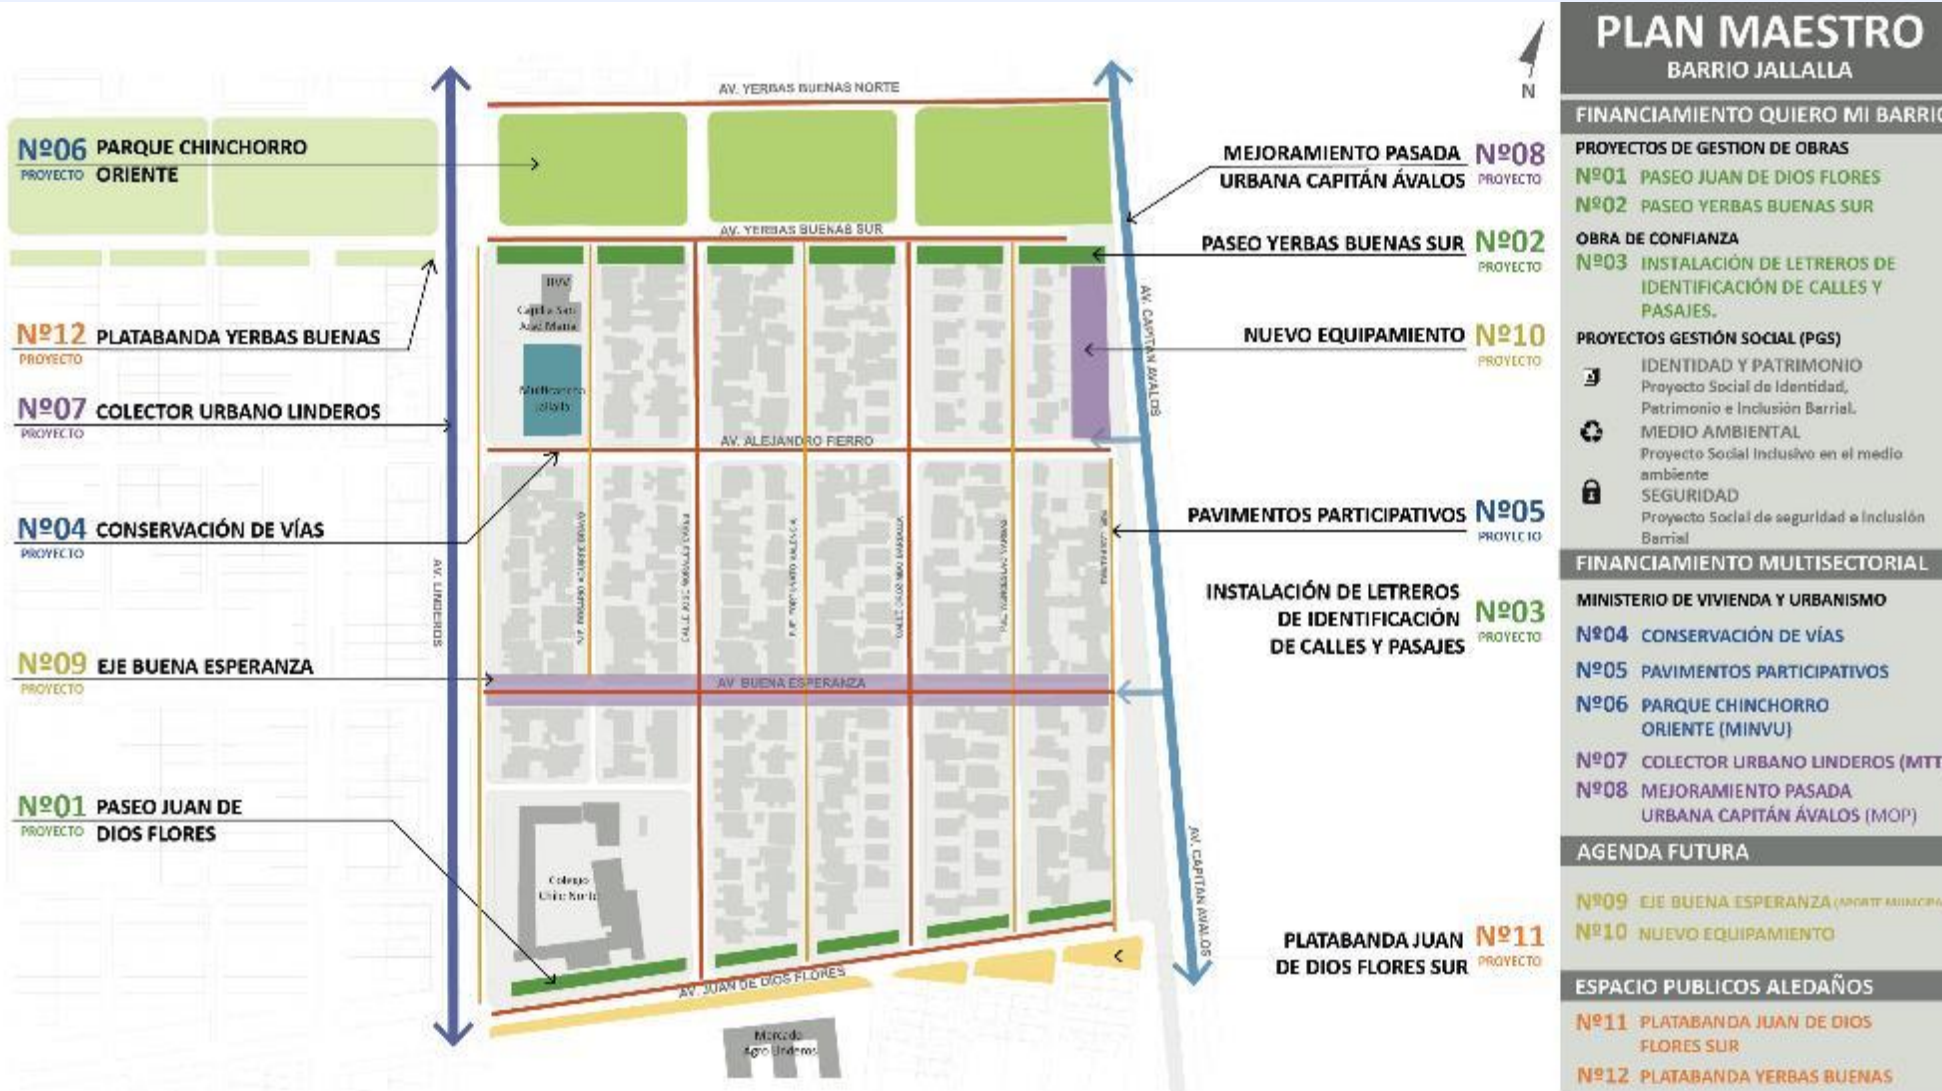 AV. YERBAS BUENAS NORTE
N
Nº06 PARQUE CHINCHORRO
PROYECTO ORIENTE
Nº12 PLATABANDA YERBAS BUENAS
PROYECTO
Nº07 COLECTOR URBANO LINDEROS
PROYECTO
Nº04 CONSERVACIÓN DE VÍAS
PROYECTO
Nº09 EJE BUENA ESPERANZA
PROYECTO
Nº01 PASEO JUAN DE
PROYECTO DIOS FLORES
AV. LINDEROS
AV. YERBAS BUENAS SUR
Capilla San
José María
Multicancha
Jallalla
AV. ALEJANDRO FIERRO
AV. BUENA ESPERANZA
Colegio
Chile Norte
AV. JUAN DE DIOS FLORES
Mercado
Agro Linderos
AV. CAPITAN AVALOS
AV. CAPITAN AVALOS
MEJORAMIENTO PASADA Nº08
URBANA CAPITÁN ÁVALOS PROYECTO
PASEO YERBAS BUENAS SUR Nº02
PROYECTO
NUEVO EQUIPAMIENTO Nº10
PROYECTO
PAVIMENTOS PARTICIPATIVOS Nº05
PROYECTO
INSTALACIÓN DE LETREROS
DE IDENTIFICACIÓN Nº03
DE CALLES Y PASAJES PROYECTO
PLATABANDA JUAN Nº11
DE DIOS FLORES SUR PROYECTO
PLAN MAESTRO
BARRIO JALLALLA
FINANCIAMIENTO QUIERO MI BARRIO
PROYECTOS DE GESTION DE OBRAS
Nº01 PASEO JUAN DE DIOS FLORES
Nº02 PASEO YERBAS BUENAS SUR
OBRA DE CONFIANZA
Nº03 INSTALACIÓN DE LETREROS DE
IDENTIFICACIÓN DE CALLES Y
PASAJES.
PROYECTOS GESTIÓN SOCIAL (PGS)
IDENTIDAD Y PATRIMONIO
Proyecto Social de Identidad,
Patrimonio e Inclusión Barrial.
MEDIO AMBIENTAL
Proyecto Social Inclusivo en el medio
ambiente
SEGURIDAD
Proyecto Social de seguridad e Inclusión
Barrial
FINANCIAMIENTO MULTISECTORIAL
MINISTERIO DE VIVIENDA Y URBANISMO
Nº04 CONSERVACIÓN DE VÍAS
Nº05 PAVIMENTOS PARTICIPATIVOS
Nº06 PARQUE CHINCHORRO
ORIENTE (MINVU)
Nº07 COLECTOR URBANO LINDEROS (MTT
Nº08 MEJORAMIENTO PASADA
URBANA CAPITÁN ÁVALOS (MOP)
AGENDA FUTURA
Nº09 EJE BUENA ESPERANZA
Nº10 NUEVO EQUIPAMIENTO
ESPACIO PUBLICOS ALEDAÑOS
Nº11 PLATABANDA JUAN DE DIOS
FLORES SUR
Nº12 PLATABANDA YERBAS BUENAS